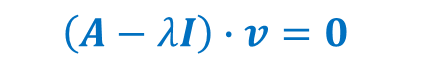 (A − λI) · v = 0